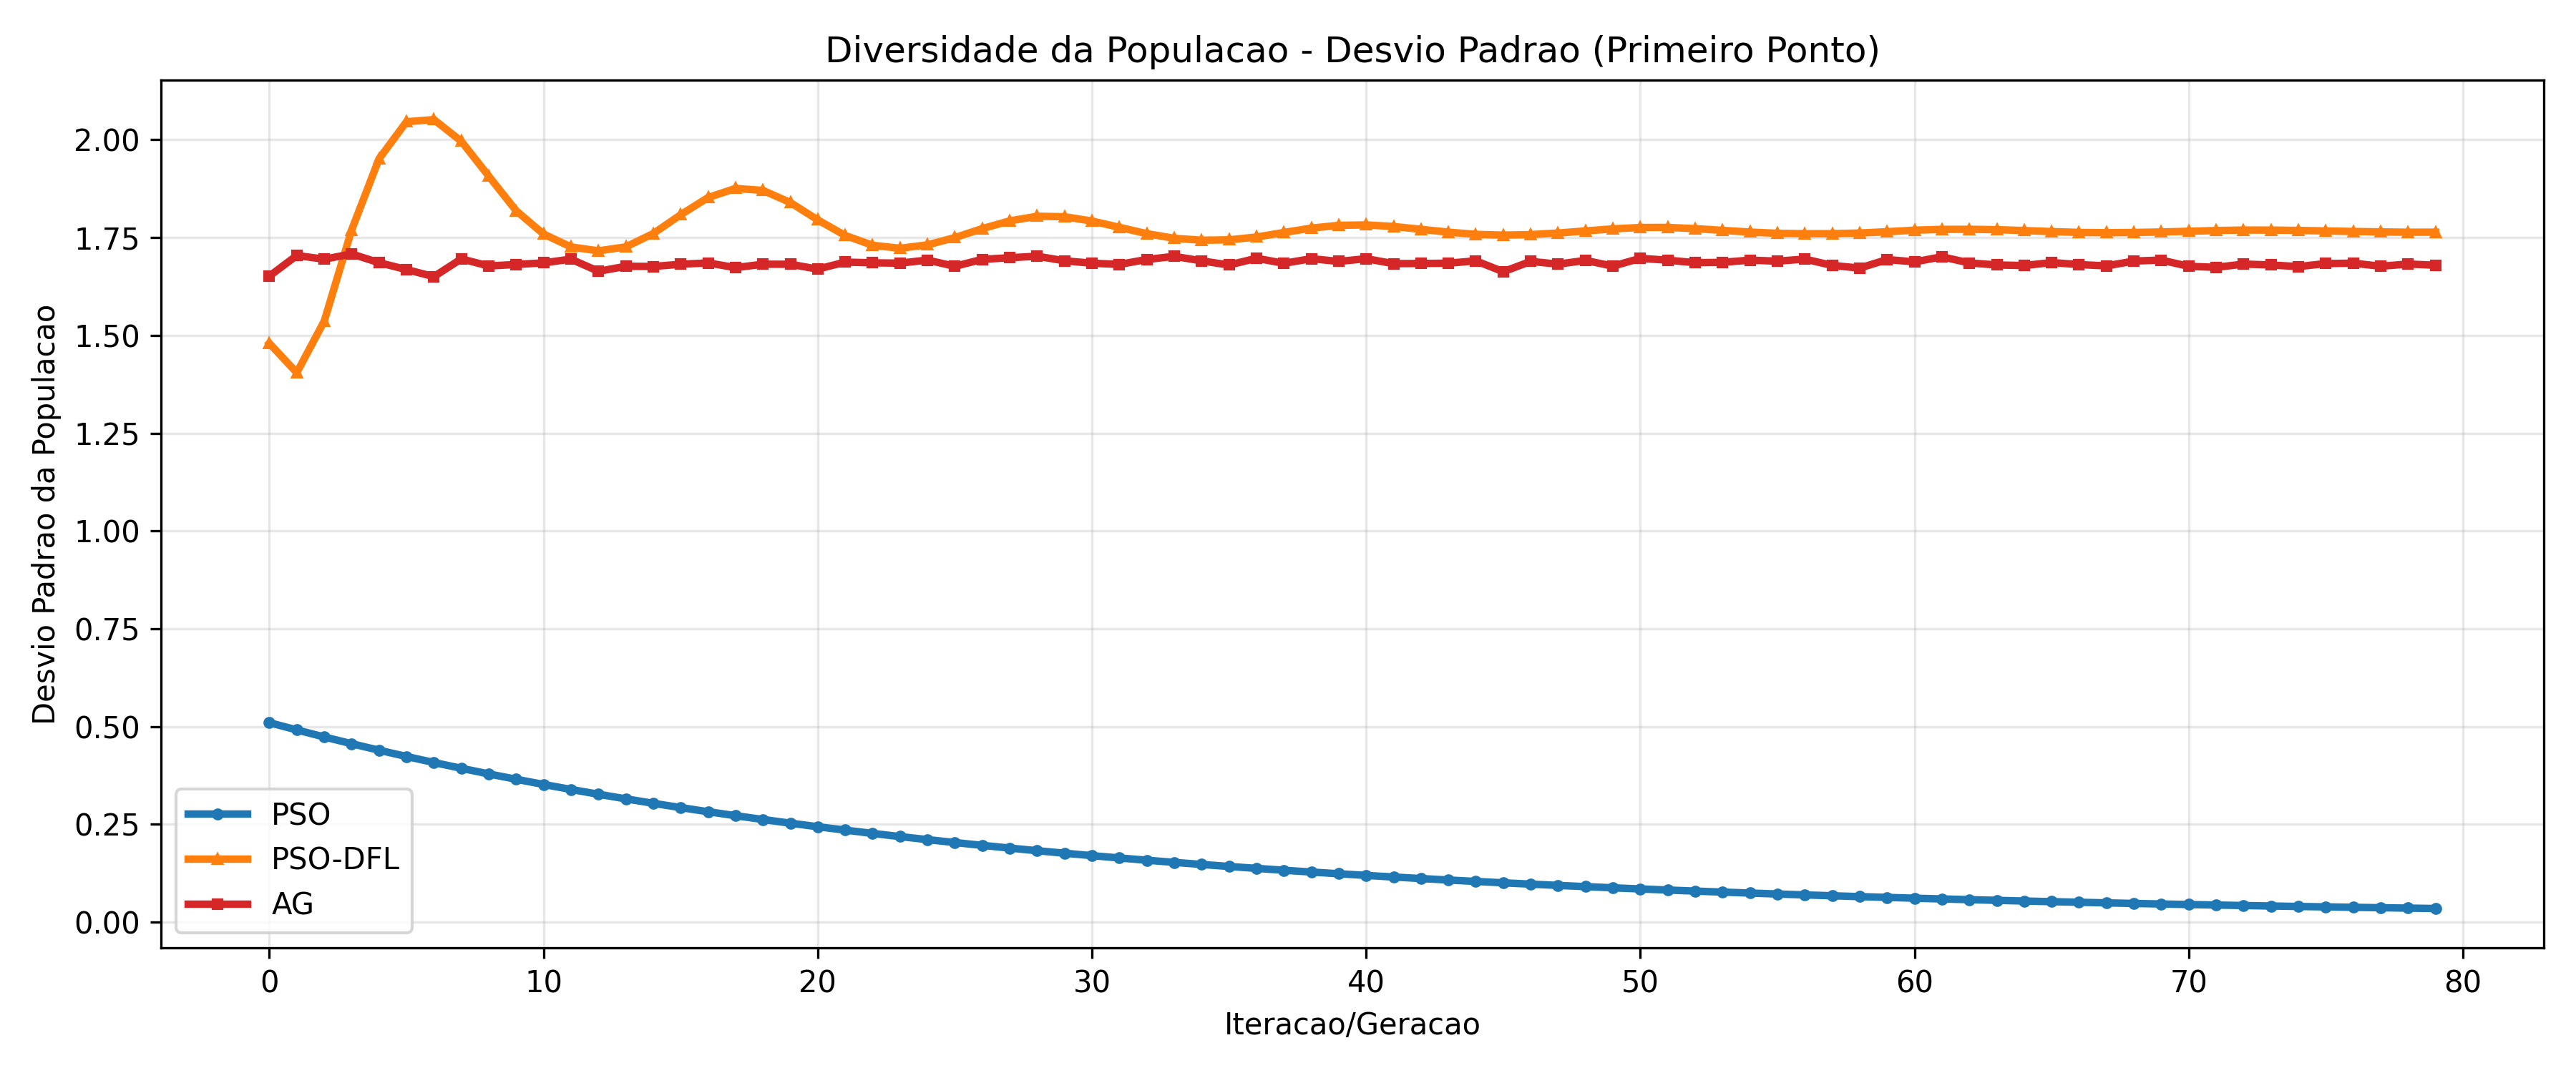 Diversidade da Populacao - Desvio Padrao (Primeiro Ponto)
Desvio Padrao da Populacao
2.00
1.75
1.50
1.25
1.00
0.75
0.50
0.25
0.00
PSO
PSO-DFL
AG
0 10 20 30 40 50 60 70 80
Iteracao/Geracao